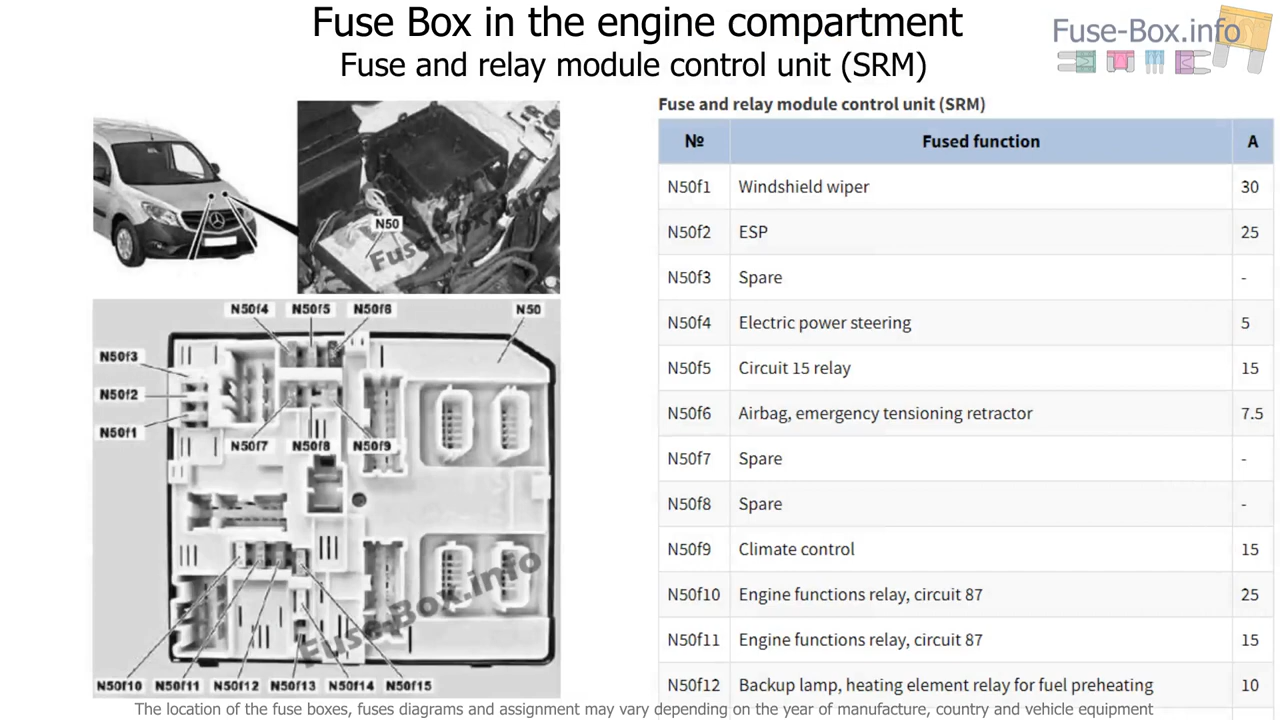 Fuse Box in the engine compartment
Fuse and relay module control unit (SRM)
Fuse-Box.info
N50
Fuse-Box.info
N50f4 N50f5 N50f6 N50
N50f3
N50f2
N50f1
N50f7 N50f8 N50f9
Fuse-Box.info
N50f10 N50f11 N50f12 N50f13 N50f14 N50f15
Fuse and relay module control unit (SRM)
№ Fused function A
N50f1 Windshield wiper 30
N50f2 ESP 25
N50f3 Spare -
N50f4 Electric power steering 5
N50f5 Circuit 15 relay 15
N50f6 Airbag, emergency tensioning retractor 7.5
N50f7 Spare -
N50f8 Spare -
N50f9 Climate control 15
N50f10 Engine functions relay, circuit 87 25
N50f11 Engine functions relay, circuit 87 15
N50f12 Backup lamp, heating element relay for fuel preheating 10
The location of the fuse boxes, fuses diagrams and assignment may vary depending on the year of manufacture, country and vehicle equipment